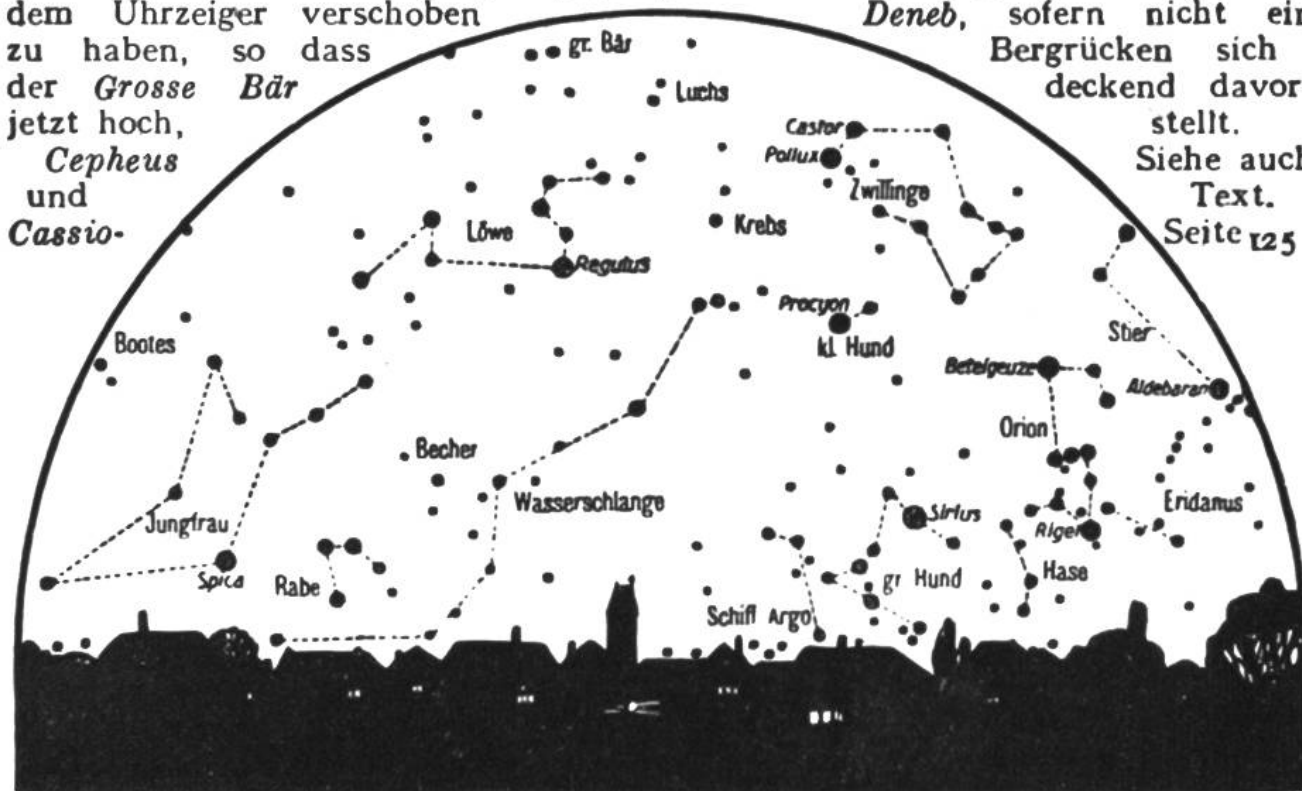 dem Uhrzeiger verschoben
zu haben, so dass
der Grosse Bär
jetzt hoch,
Cepheus
und
Cassio-
Deneb, sofern nicht ein
Bergrücken sich
deckend davor
stellt.
Siehe auch
Text.
Seite 125
gr. Bär
Luchs
Castor
Pollux
Zwillinge
Löwe
Krebs
Regulus
Procyon
kl. Hund
Stier
Bootes
Beteigeuze
Aldebaran
Orion
Becher
Wasserschlange
Jungfrau
Sirius
Eridanus
Rigel
Spica
Rabe
gr Hund
Hase
Schiff Argo